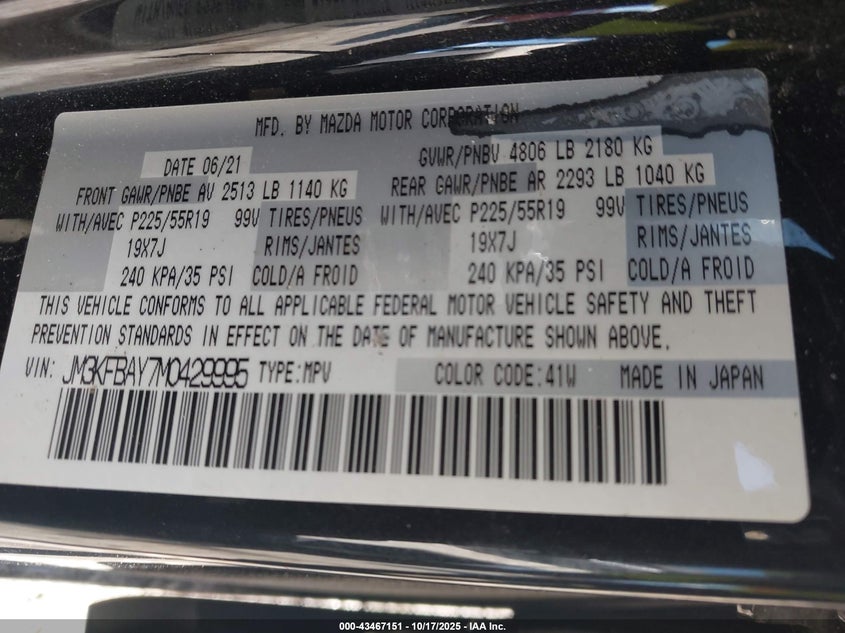 MFD. BY MAZDA MOTOR CORPORATION
DATE 06/21 GVWR/PNBV 4806 LB 2180 KG
FRONT GAWR/PNBE AV 2513 LB 1140 KG REAR GAWR/PNBE AR 2293 LB 1040 KG
WITH/AVEC P225/55R19 99V TIRES/PNEUS WITH/AVEC P225/55R19 99V TIRES/PNEUS
19X7J RIMS/JANTES 19X7J RIMS/JANTES
240 KPA/35 PSI COLD/A FROID 240 KPA/35 PSI COLD/A FROID
THIS VEHICLE CONFORMS TO ALL APPLICABLE FEDERAL MOTOR VEHICLE SAFETY AND THEFT
PREVENTION STANDARDS IN EFFECT ON THE DATE OF MANUFACTURE SHOWN ABOVE.
VIN: JM3KFBAY7M0429995 TYPE:MPV COLOR CODE:41W MADE IN JAPAN
000-43467151 - 10/17/2025 - IAA Inc.